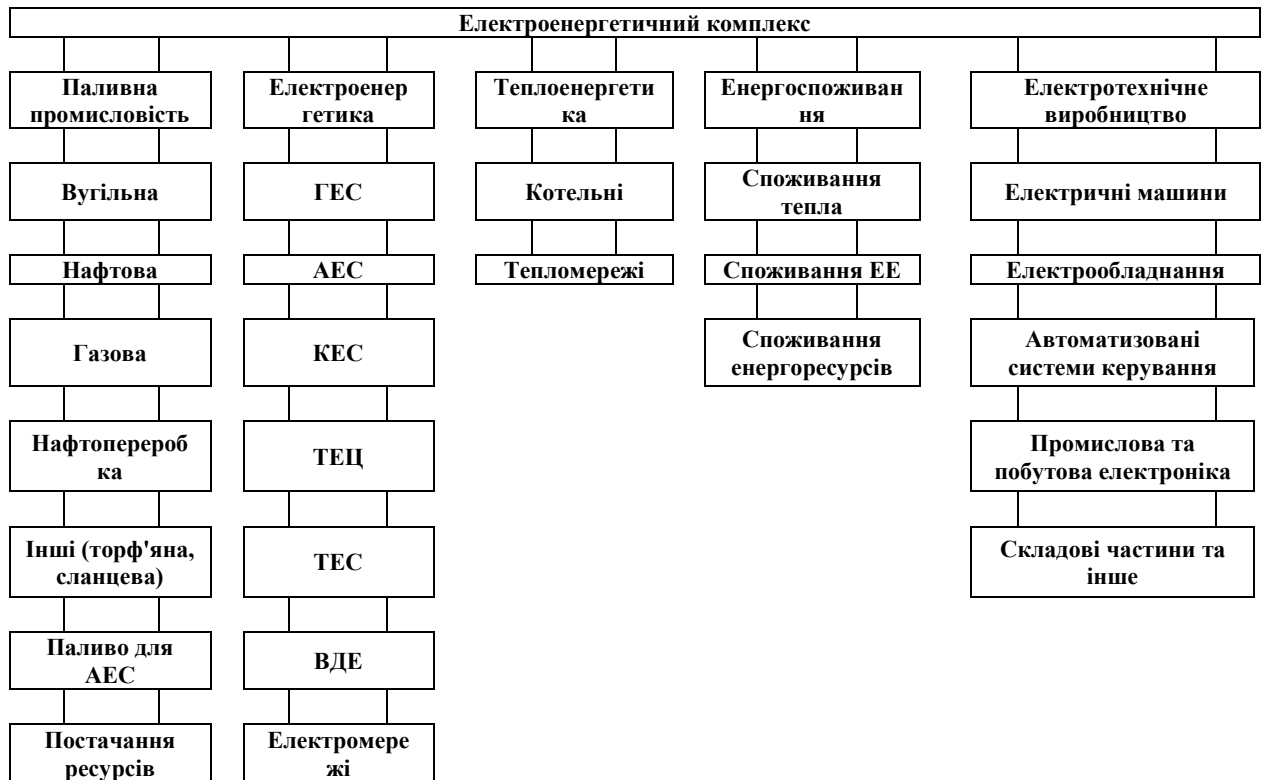 Електроенергетичний комплекс
Паливна
промисловість
Електроенер
гетика
Теплоенергети
ка
Енергоспоживан
ня
Електротехнічне
виробництво
Вугільна
ГЕС
Котельні
Споживання
тепла
Електричні машини
Нафтова
АЕС
Тепломережі
Споживання ЕЕ
Електрообладнання
Газова
КЕС
Споживання
енергоресурсів
Автоматизовані
системи керування
Нафтоперероб
ка
ТЕЦ
Промислова та
побутова електроніка
Інші (торф'яна,
сланцева)
ТЕС
Складові частини та
інше
Паливо для
АЕС
ВДЕ
Постачання
ресурсів
Електромере
жі